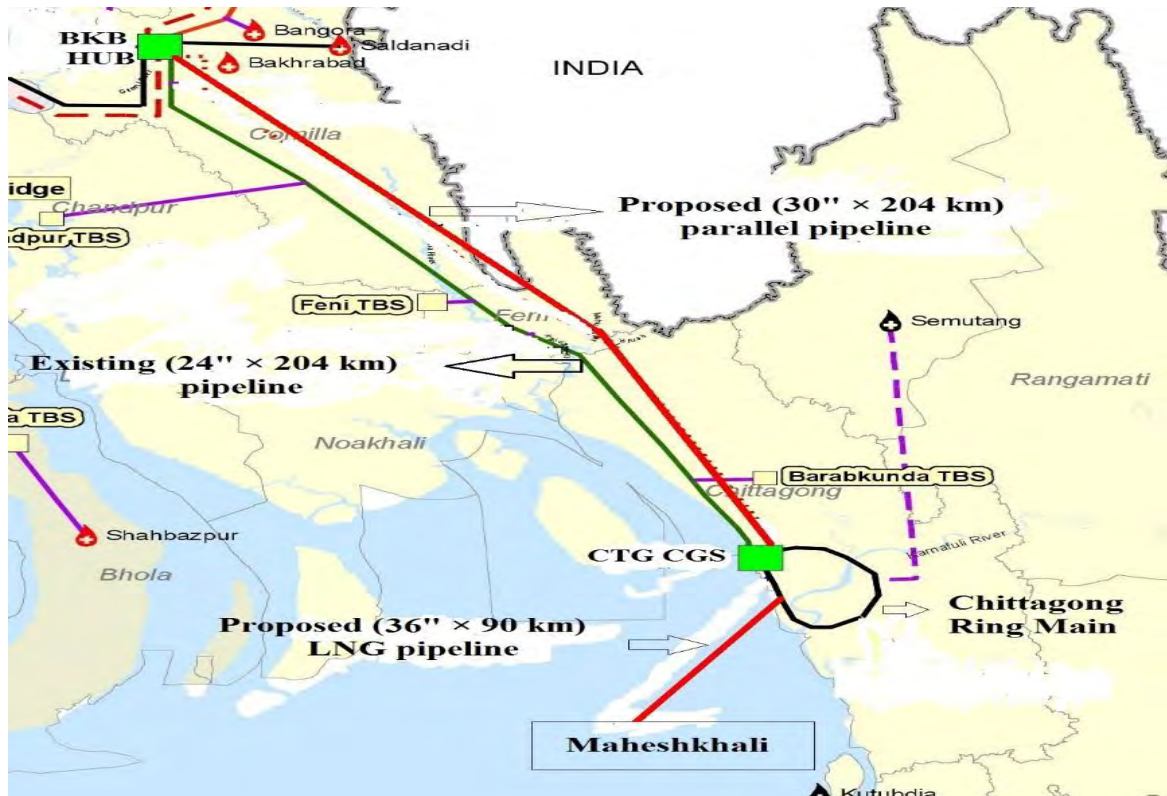 Bangora
BKB
HUB
Saldanadi
Bakhrabad
INDIA
Comilla
idge
Chandpur
ndpur TBS
Proposed (30" × 204 km)
parallel pipeline
Feni TBS
Feni
Semutang
Existing (24" × 204 km)
pipeline
Rangamati
a TBS
Noakhali
Barabkunda TBS
Chittagong
Shahbazpur
Bhola
CTG CGS
Karnafuli River
Chittagong
Ring Main
Proposed (36" × 90 km)
LNG pipeline
Maheshkhali
Kutubdia